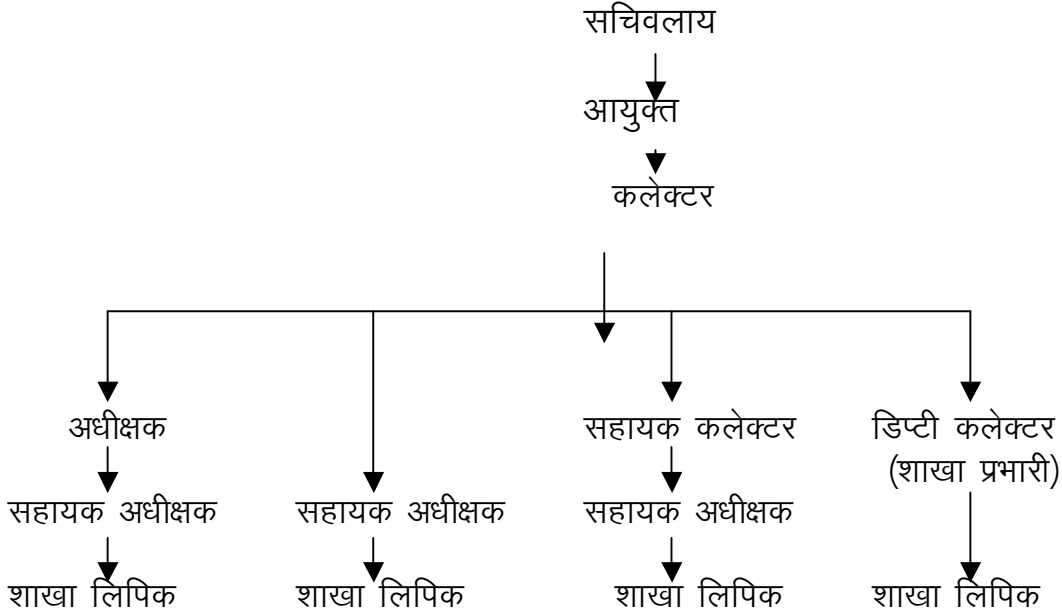 सचिवलाय
आयुक्त
कलेक्टर
अधीक्षक सहायक कलेक्टर डिप्टी कलेक्टर
(शाखा प्रभारी)
सहायक अधीक्षक सहायक अधीक्षक सहायक अधीक्षक
शाखा लिपिक शाखा लिपिक शाखा लिपिक शाखा लिपिक